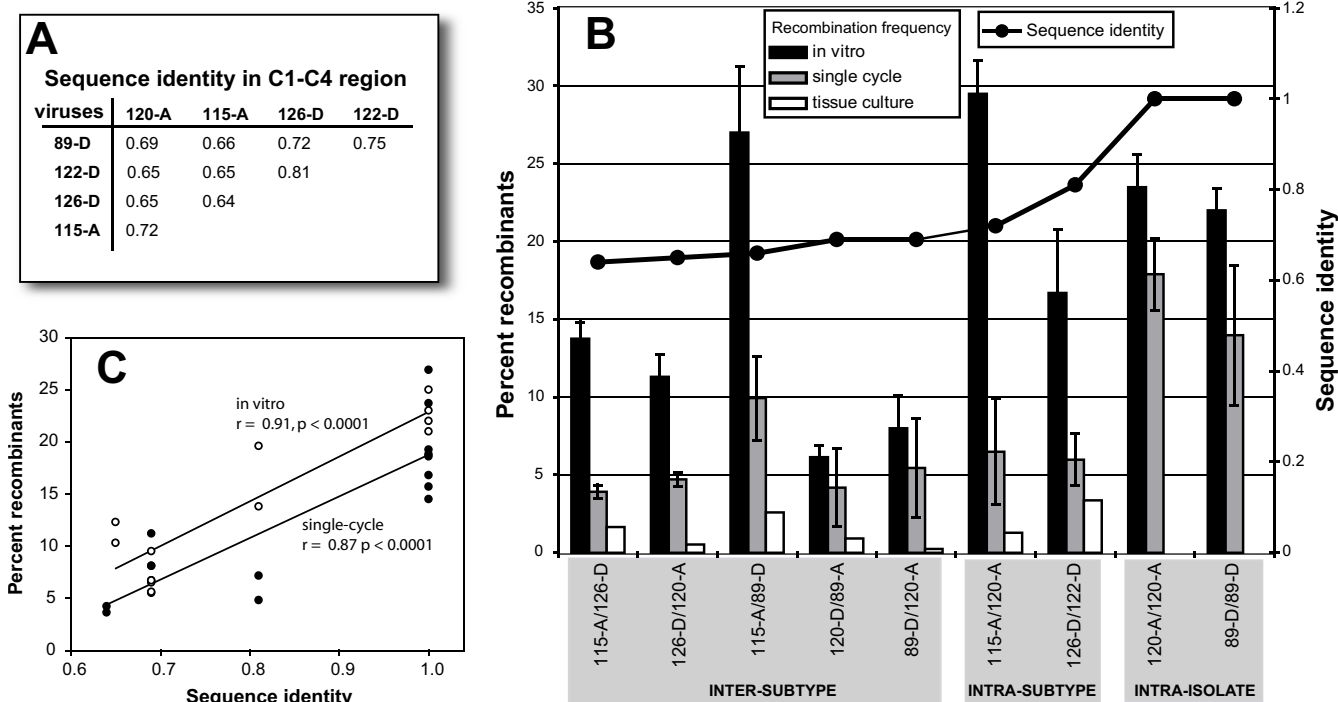 A
Sequence identity in C1-C4 region
viruses 120-A 115-A 126-D 122-D
89-D 0.69 0.66 0.72 0.75
122-D 0.65 0.65 0.81
126-D 0.65 0.64
115-A 0.72
B
Recombination frequency
in vitro
single cycle
tissue culture
Sequence identity
Percent recombinants
35
30
25
20
15
10
5
0
1.2
1
0.8
0.6
0.4
0.2
0
Sequence identity
115-A/126-D
126-D/120-A
115-A/89-D
120-D/89-A
89-D/120-A
115-A/120-A
126-D/122-D
120-A/120-A
89-D/89-D
INTER-SUBTYPE
INTRA-SUBTYPE
INTRA-ISOLATE
C
Percent recombinants
30
25
20
15
10
5
0
in vitro
r = 0.91, p < 0.0001
single-cycle
r = 0.87 p < 0.0001
0.6 0.7 0.8 0.9 1.0
Sequence identity